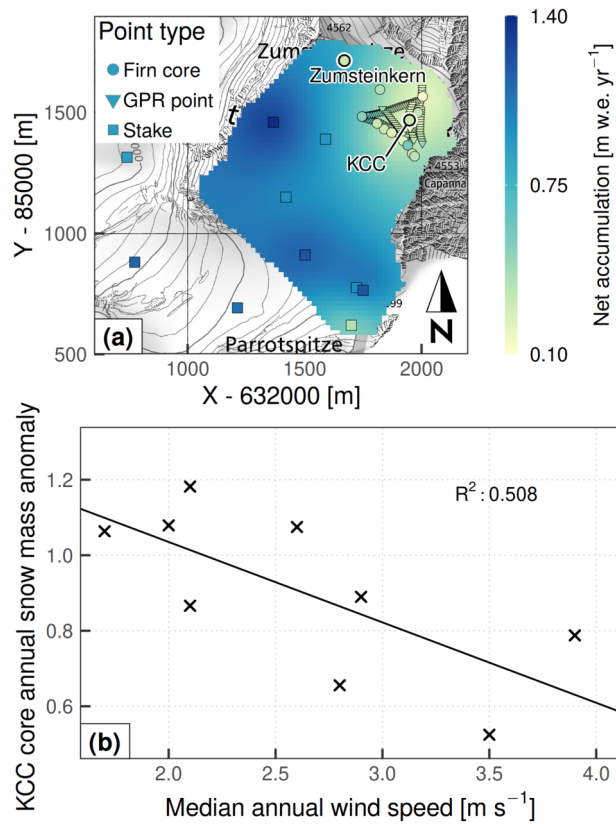 Point type
Firn core
GPR point
Stake
4562
Zumsteinkern
KCC
4553
Capanna
99
Parrotspitze
N
(a)
1500
1000
500
1000
1500
2000
Y - 85000 [m]
X - 632000 [m]
1.40
0.75
0.10
Net accumulation [m w.e. yr⁻¹]
R² : 0.508
(b)
1.2
1.0
0.8
0.6
2.0
2.5
3.0
3.5
4.0
KCC core annual snow mass anomaly
Median annual wind speed [m s⁻¹]